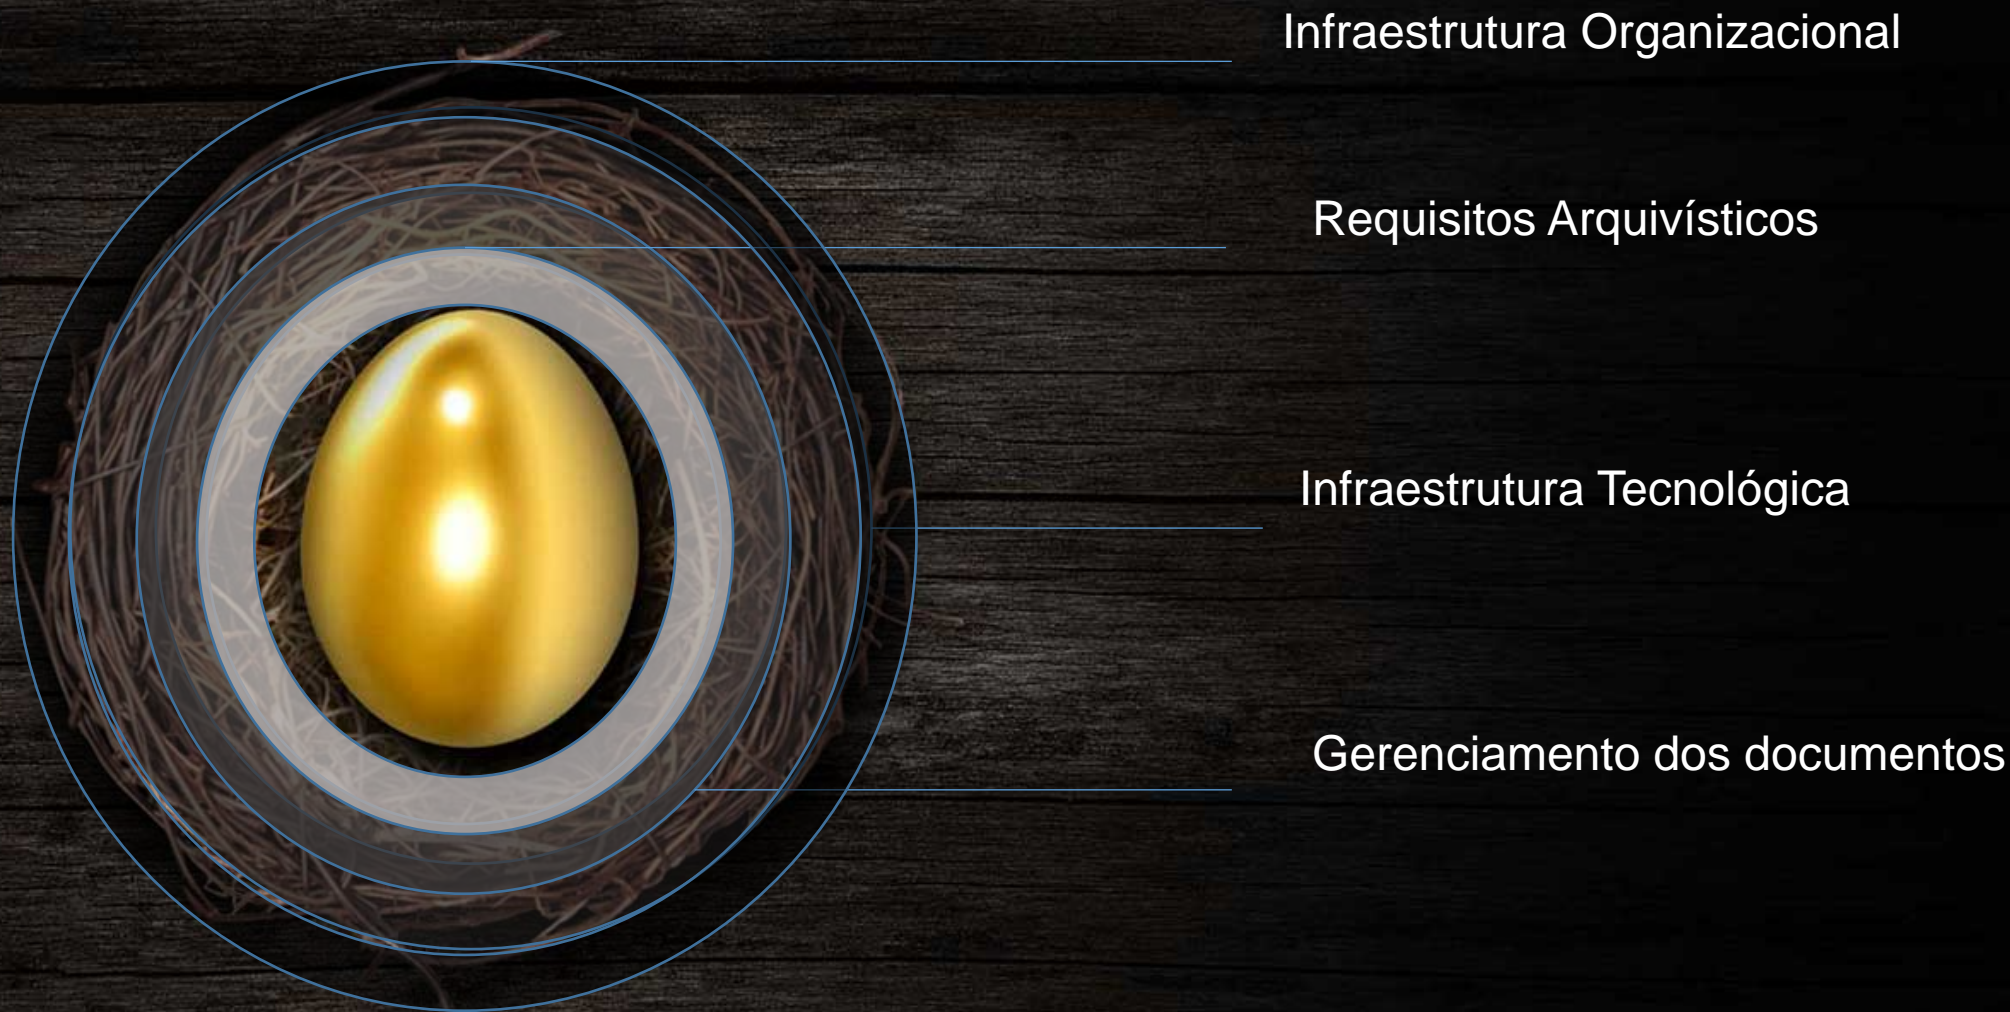 Infraestrutura Organizacional
Requisitos Arquivísticos
Infraestrutura Tecnológica
Gerenciamento dos documentos